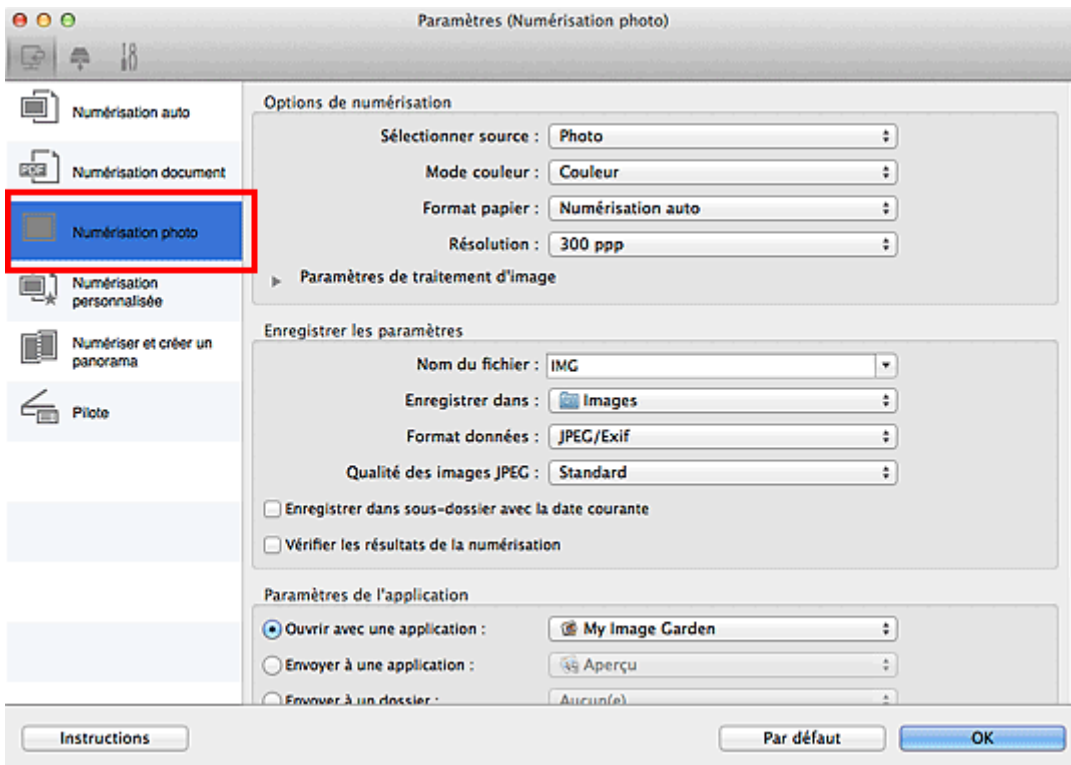 Paramètres (Numérisation photo)
Numérisation auto
PDF
Numérisation document
Numérisation photo
Numérisation
personnalisée
Numériser et créer un
panorama
Pilote
Options de numérisation
Sélectionner source : Photo
Mode couleur : Couleur
Format papier : Numérisation auto
Résolution : 300 ppp
Paramètres de traitement d'image
Enregistrer les paramètres
Nom du fichier : IMG
Enregistrer dans : Images
Format données : JPEG/Exif
Qualité des images JPEG : Standard
Enregistrer dans sous-dossier avec la date courante
Vérifier les résultats de la numérisation
Paramètres de l'application
Ouvrir avec une application : My Image Garden
Envoyer à une application : Aperçu
Envoyer à un dossier : Aucun(e)
Instructions
Par défaut
OK